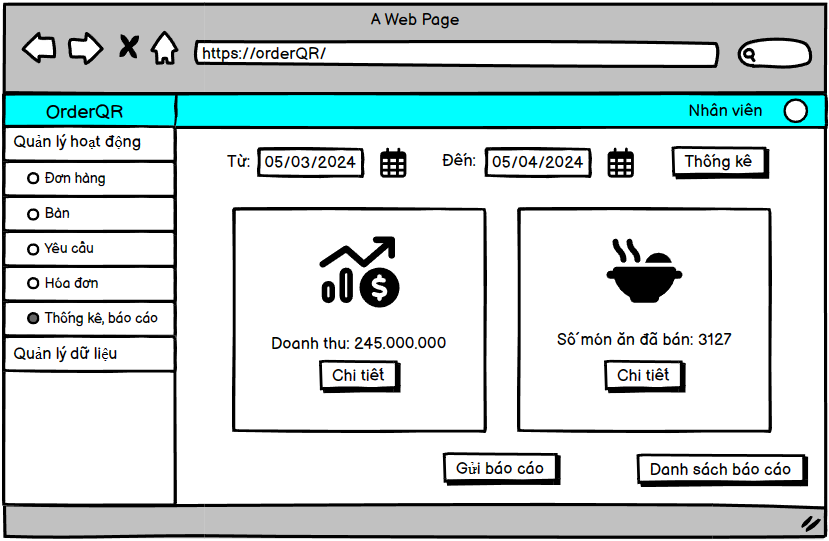 A Web Page
https://orderQR/
OrderQR
Nhân viên
Quản lý hoạt động
Đơn hàng
Bàn
Yêu cầu
Hóa đơn
Thống kê, báo cáo
Quản lý dữ liệu
Từ: 05/03/2024 Đến: 05/04/2024 Thống kê
$
Doanh thu: 245.000.000
Chi tiết
Số món ăn đã bán: 3127
Chi tiết
Gửi báo cáo
Danh sách báo cáo